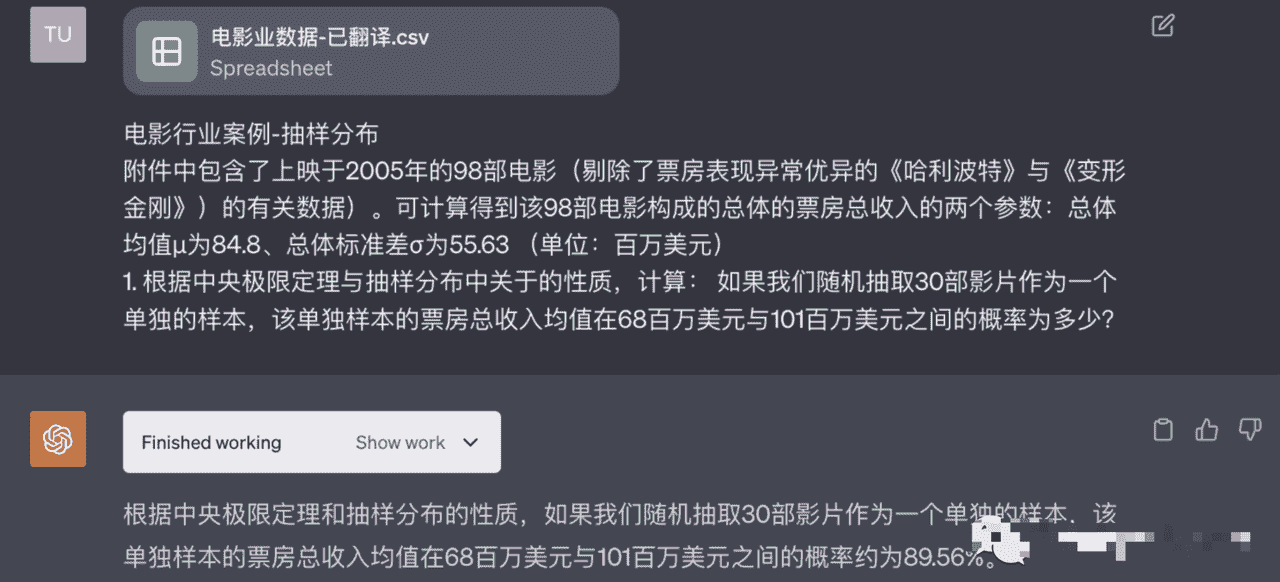 TU
电影业数据-已翻译.csv
Spreadsheet
电影行业案例-抽样分布
附件中包含了上映于2005年的98部电影（剔除了票房表现异常优异的《哈利波特》与《变形
金刚》）的有关数据）。可计算得到该98部电影构成的总体的票房总收入的两个参数：总体
均值μ为84.8、总体标准差σ为55.63 （单位：百万美元）
1. 根据中央极限定理与抽样分布中关于的性质，计算： 如果我们随机抽取30部影片作为一个
单独的样本，该单独样本的票房总收入均值在68百万美元与101百万美元之间的概率为多少？
Finished working Show work
根据中央极限定理和抽样分布的性质，如果我们随机抽取30部影片作为一个单独的样本，该
单独样本的票房总收入均值在68百万美元与101百万美元之间的概率约为89.56%。